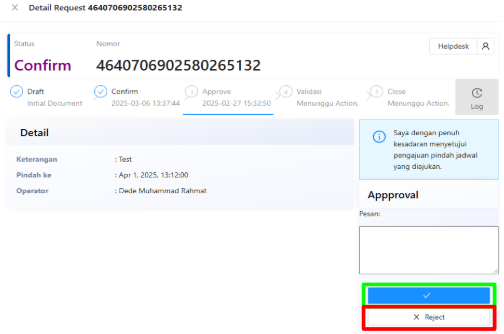 Detail Request 4640706902580265132
Status
Nomor
Confirm
4640706902580265132
Helpdesk
Draft
Initial Document
Confirm
2025-03-06 13:37:44
3 Approve
2025-02-27 15:32:50
4 Validasi
Menunggu Action.
5 Close
Menunggu Action.
Log
Detail
Keterangan : Test
Pindah ke : Apr 1, 2025, 13:12:00
Operator : Dede Muhammad Rahmat
Saya dengan penuh
kesadaran menyetujui
pengajuan pindah jadwal
yang diajukan.
Appproval
Pesan:
Reject